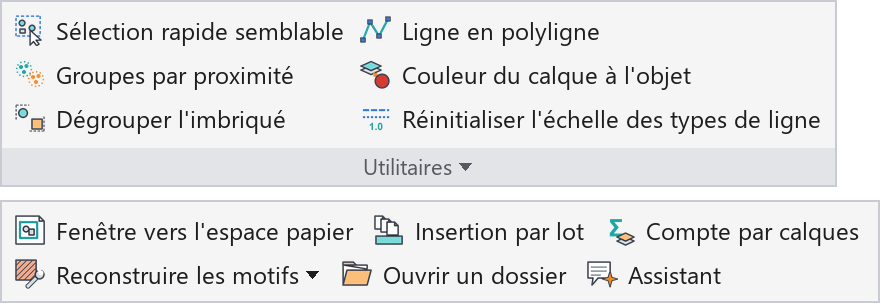 Sélection rapide semblable Ligne en polyligne
Groupes par proximité Couleur du calque à l'objet
Dégrouper l'imbriqué 1.0 Réinitialiser l'échelle des types de ligne
Utilitaires
Fenêtre vers l'espace papier Insertion par lot Compte par calques
Reconstruire les motifs Ouvrir un dossier Assistant